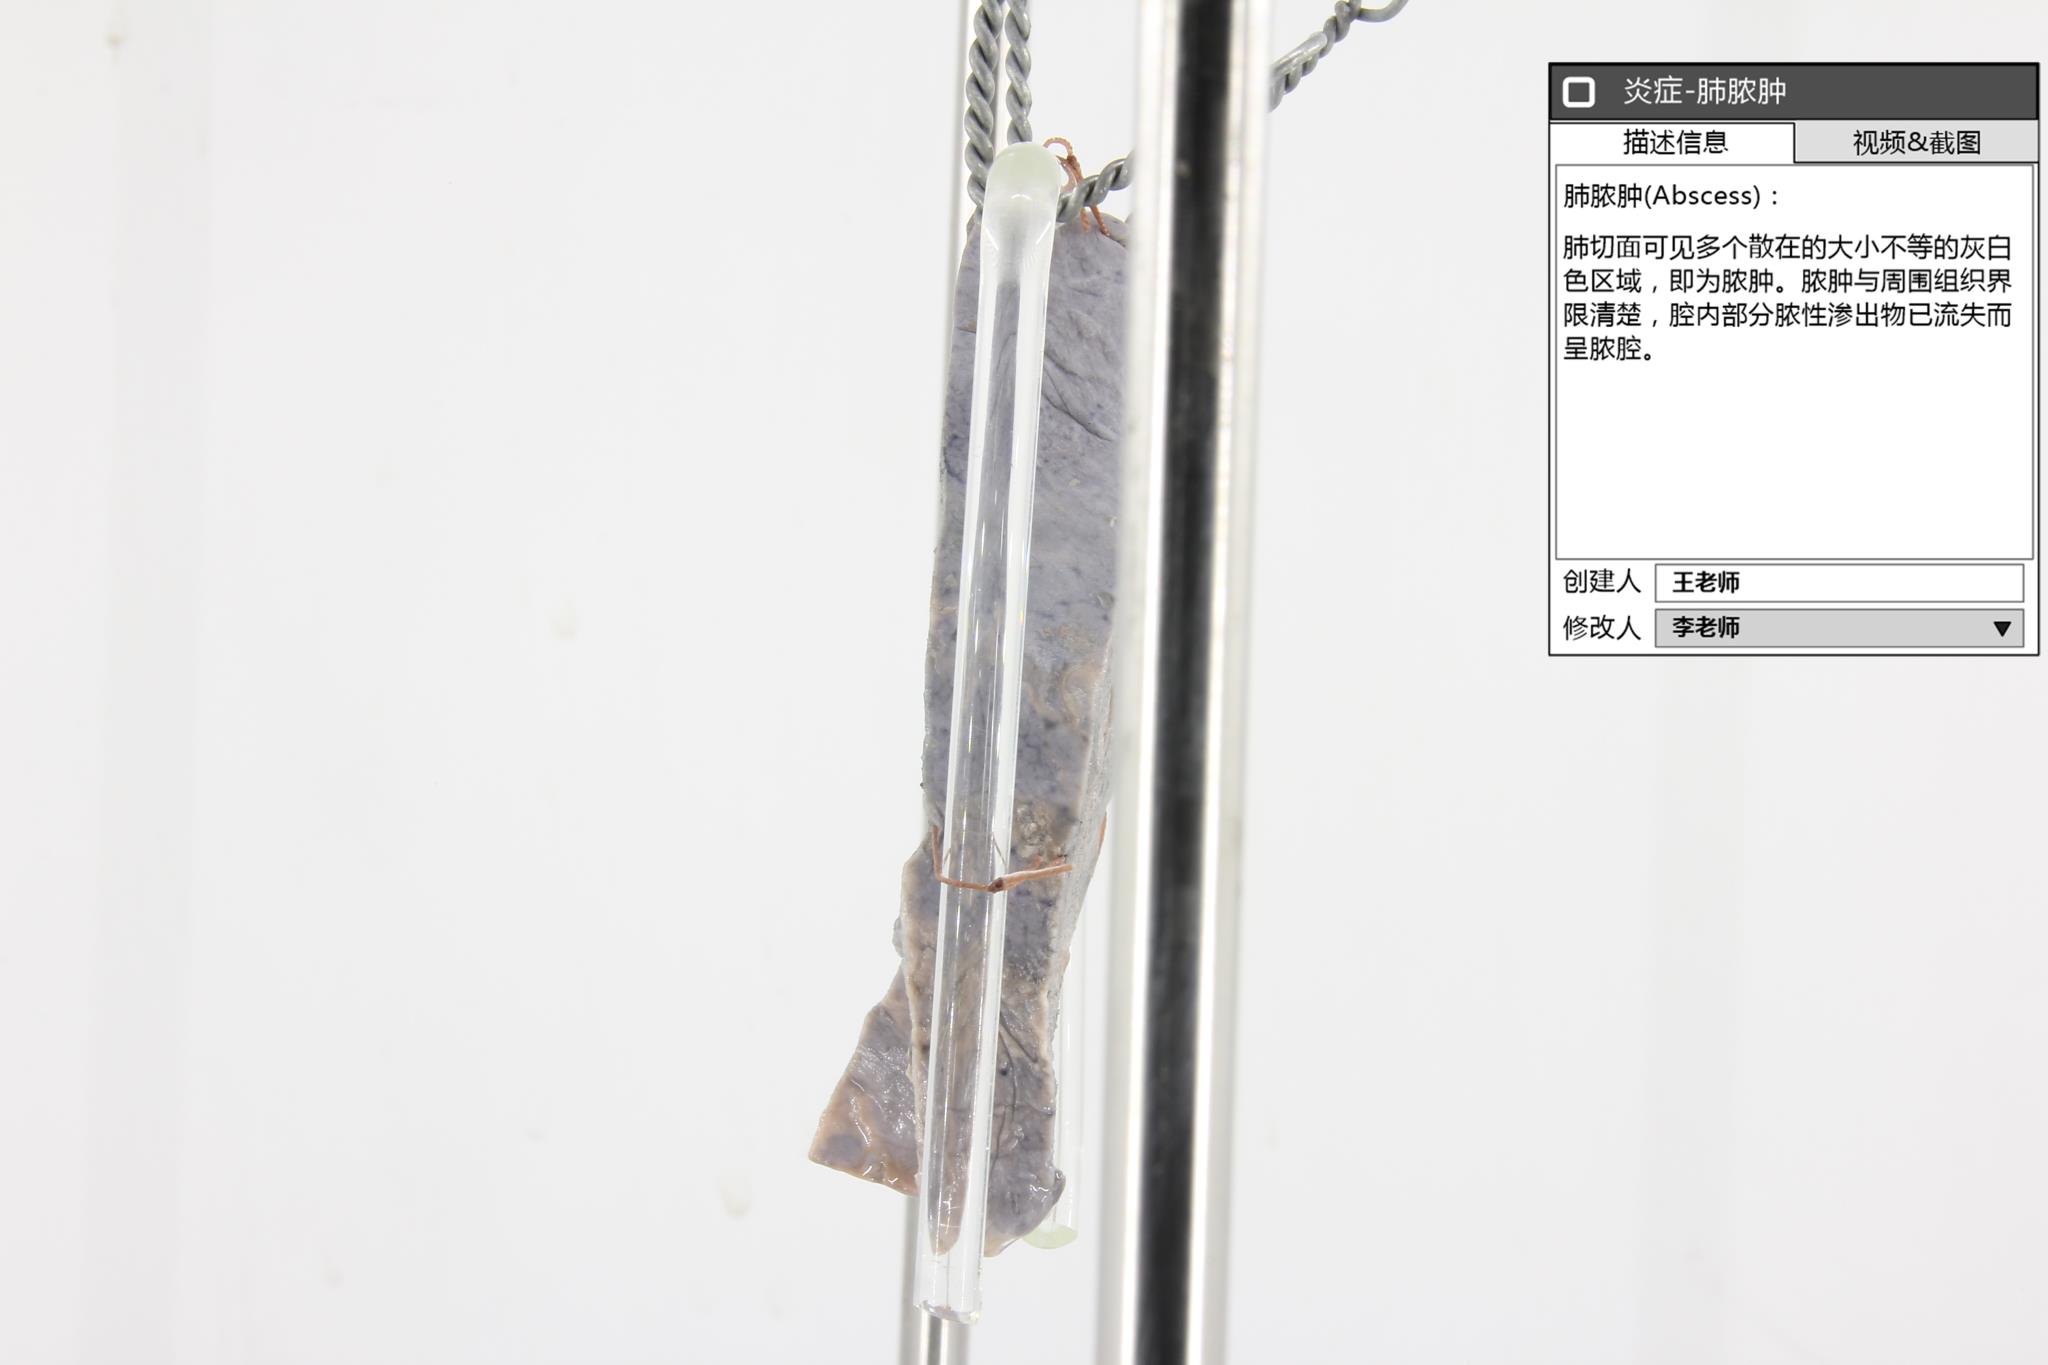 炎症-肺脓肿
描述信息
视频&截图
肺脓肿(Abscess)：
肺切面可见多个散在的大小不等的灰白
色区域，即为脓肿。脓肿与周围组织界
限清楚，腔内部分脓性渗出物已流失而
呈脓腔。
创建人 王老师
修改人 李老师